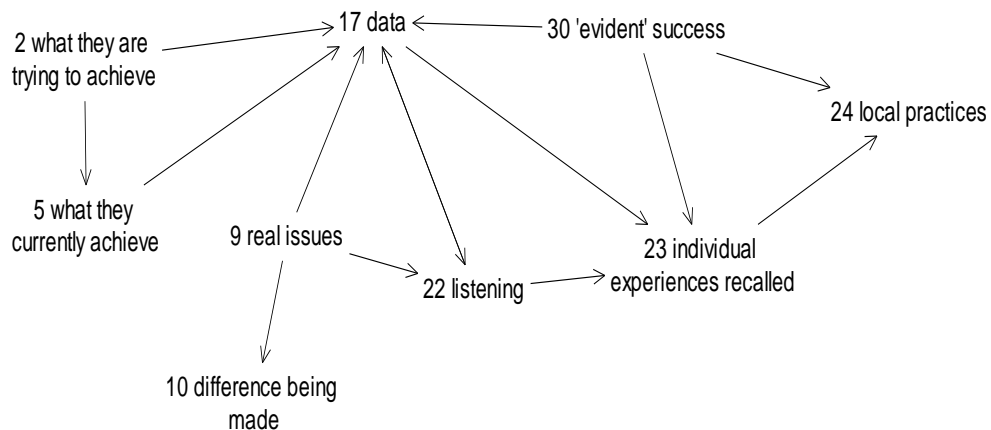 17 data
30 'evident' success
2 what they are
trying to achieve
24 local practices
5 what they
currently achieve
9 real issues
23 individual
experiences recalled
22 listening
10 difference being
made